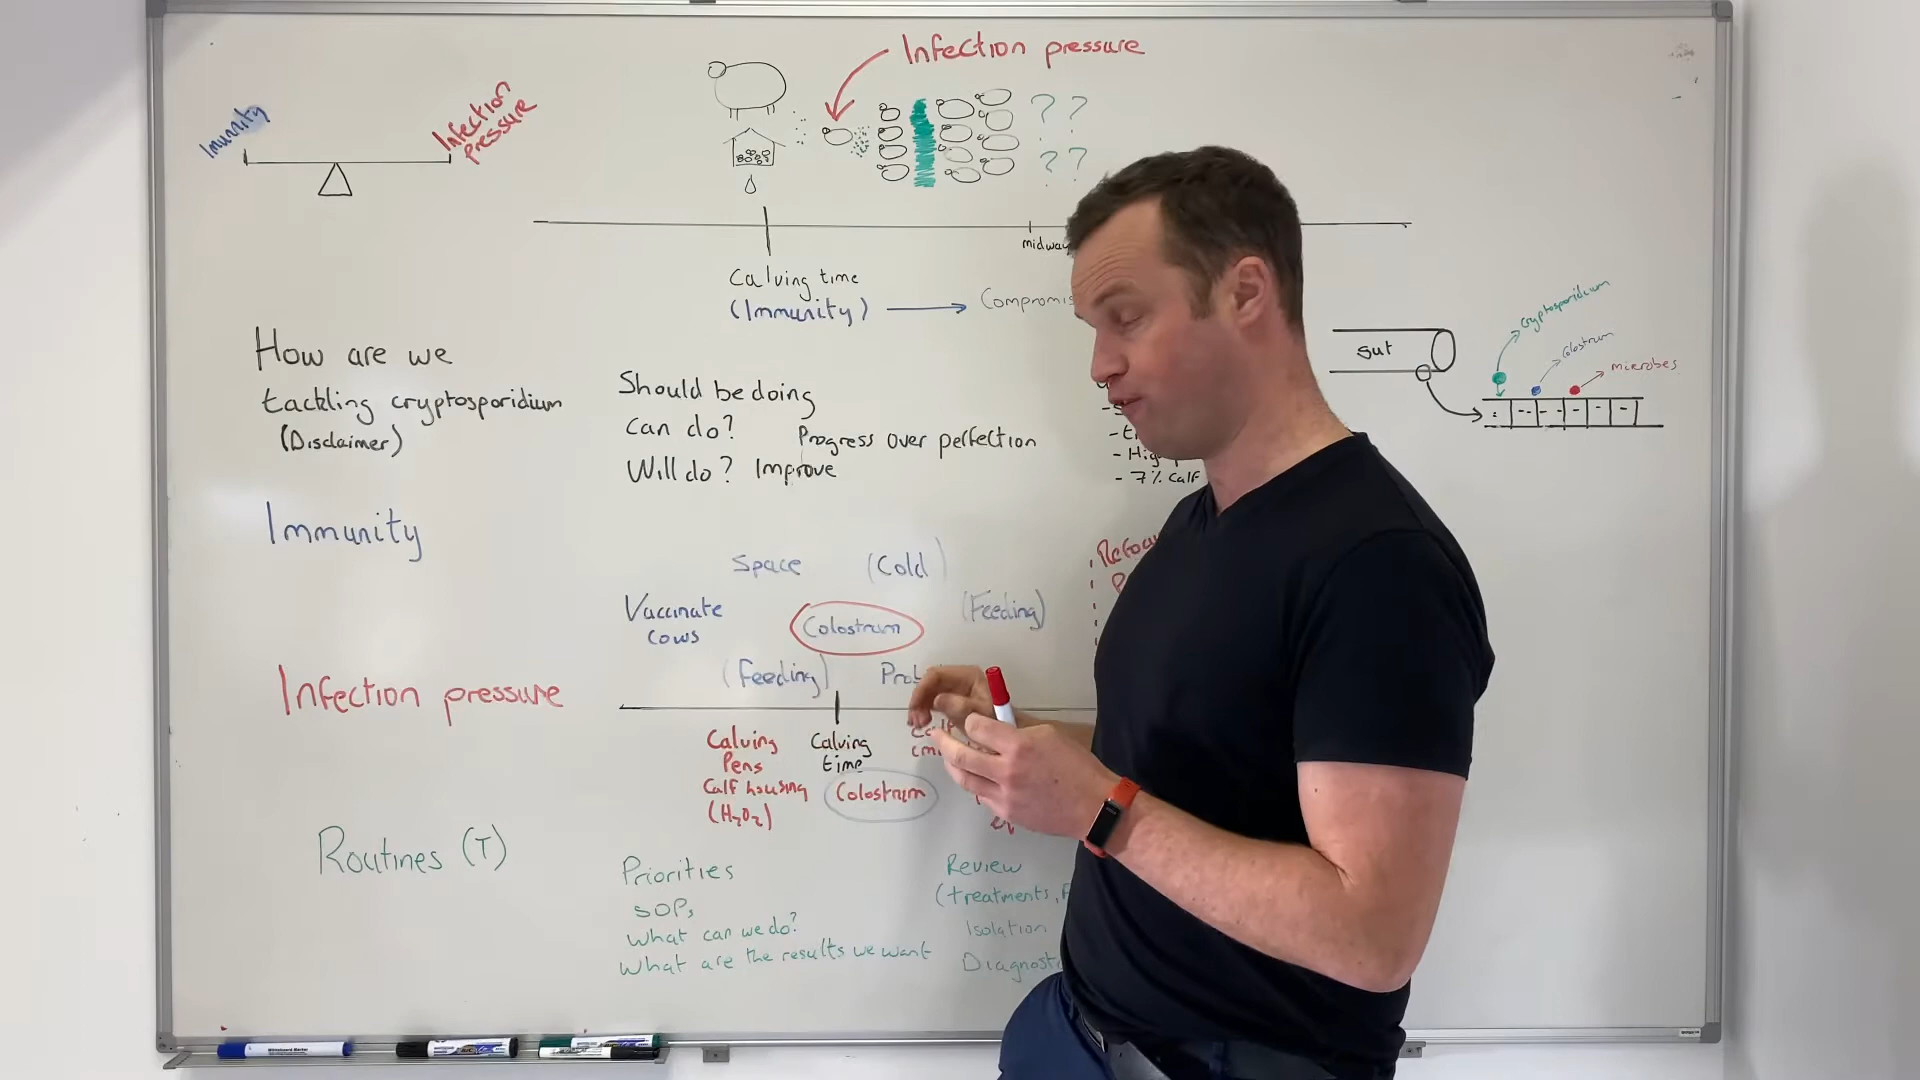 Infection pressure
Imunnity
Infection
pressure
? ?
? ?
midway
Calving time
(Immunity)
Compromis
Cryptosporidium
Colostrum
microbes
gut
How are we
tackling cryptosporidium
(Disclaimer)
Should be doing
Can do?
Will do? Improve
Progress over perfection
- 7% Calf
Immunity
Space
(Cold)
Vaccinate
cows
Colostrum
(Feeding)
(Feeding)
Infection pressure
Calving
Pens
Calf housing
(H2O2)
Calving
time
Colostrum
Routines (T)
Priorities
SOPs
What can we do?
What are the results we want
Review
(treatments,
Isolation
Diagnosti